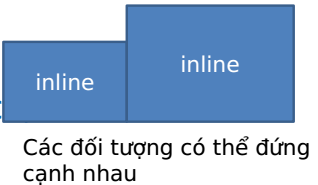 inline
inline
Các đối tượng có thể đứng
cạnh nhau